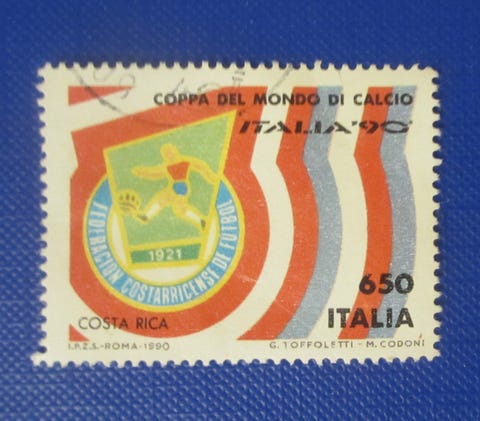 COPPA DEL MONDO DI CALCIO
ITALIA '90
1921
FEDERACION COSTARRICENSE DE FUTBOL
COSTA RICA
650
ITALIA
I.P.Z.S.-ROMA-1990
G. TOFFOLETTI - M. CODONI